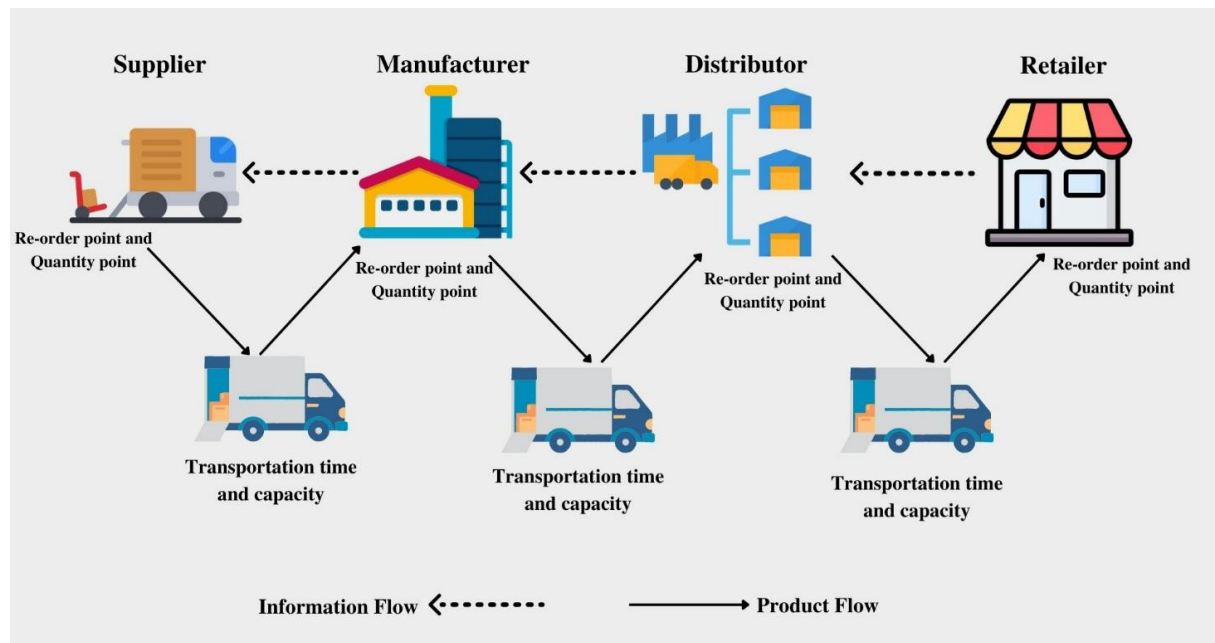 Supplier
Manufacturer
Distributor
Retailer
Re-order point and
Quantity point
Re-order point and
Quantity point
Re-order point and
Quantity point
Re-order point and
Quantity point
Transportation time
and capacity
Transportation time
and capacity
Transportation time
and capacity
Information Flow
Product Flow